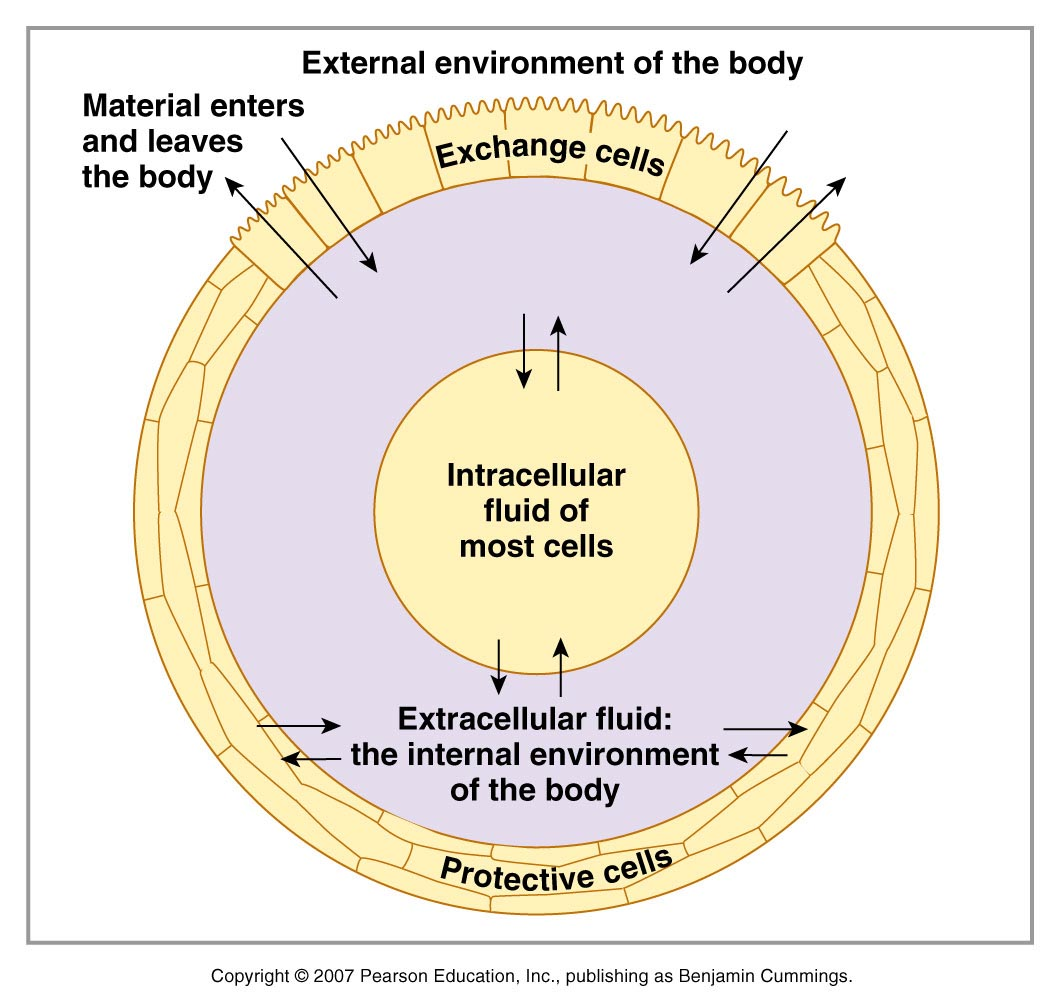 External environment of the body
Material enters
and leaves
the body
Exchange cells
Intracellular
fluid of
most cells
Extracellular fluid:
the internal environment
of the body
Protective cells
Copyright © 2007 Pearson Education, Inc., publishing as Benjamin Cummings.